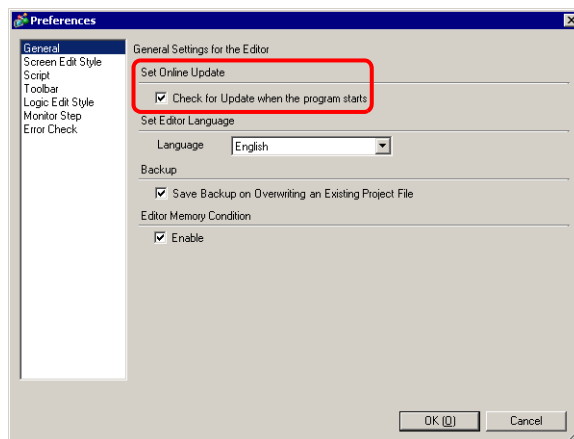 Preferences
General
Screen Edit Style
Script
Toolbar
Logic Edit Style
Monitor Step
Error Check
General Settings for the Editor
Set Online Update
Check for Update when the program starts
Set Editor Language
Language English
Backup
Save Backup on Overwriting an Existing Project File
Editor Memory Condition
Enable
OK (O) Cancel